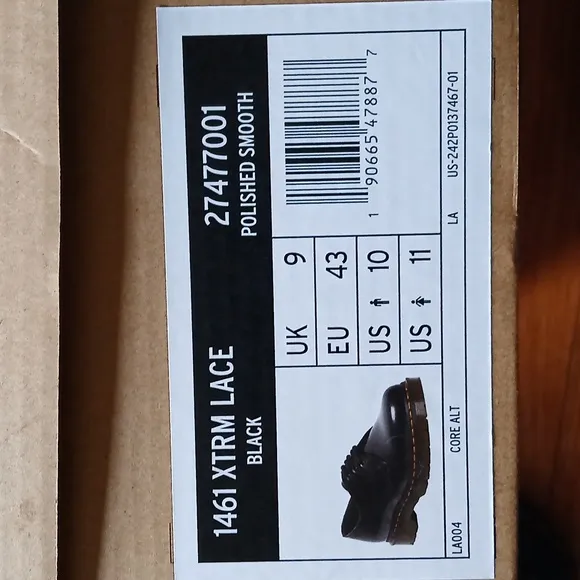 1461 XTRM LACE
27477001
BLACK
POLISHED SMOOTH
UK 9
EU 43
US 10
US 11
1 90665 47887 7
LA004
CORE ALT
LA
US-242P0137467-01